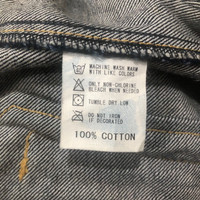 MACHINE WASH WARM
WITH LIKE COLORS
ONLY NON-CHLORINE
BLEACH WHEN NEEDED
TUMBLE DRY LOW
DO NOT IRON
IF DECORATED
100% COTTON